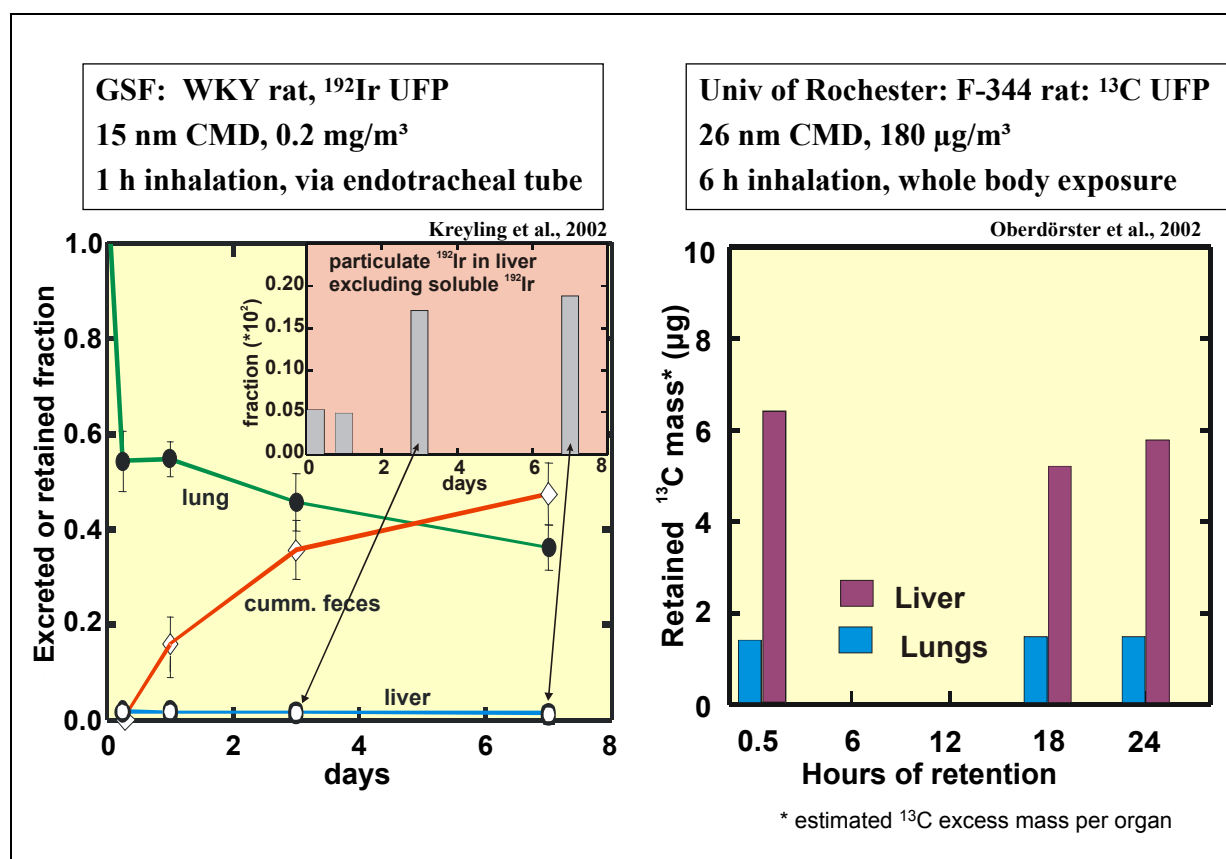 GSF: WKY rat, ¹⁹²Ir UFP
15 nm CMD, 0.2 mg/m³
1 h inhalation, via endotracheal tube
Kreyling et al., 2002
Excreted or retained fraction
1.0
0.8
0.6
0.4
0.2
0.0
0
2
4
6
8
days
lung
cumm. feces
liver
particulate ¹⁹²Ir in liver
excluding soluble ¹⁹²Ir
fraction (*10²)
0.20
0.15
0.10
0.05
0.00
0
2
4
6
8
days
Univ of Rochester: F-344 rat: ¹³C UFP
26 nm CMD, 180 µg/m³
6 h inhalation, whole body exposure
Oberdörster et al., 2002
Retained ¹³C mass* (µg)
10
8
6
4
2
0
Liver
Lungs
0.5
6
12
18
24
Hours of retention
* estimated ¹³C excess mass per organ